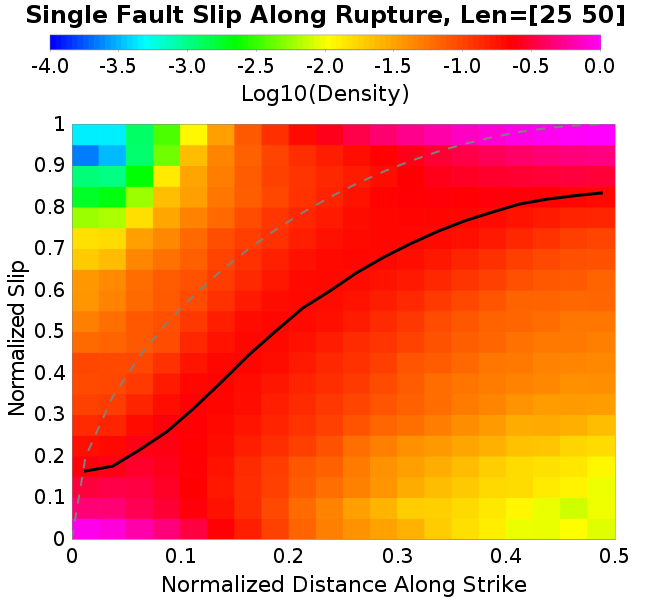 Single Fault Slip Along Rupture, Len=[25 50]
-4.0 -3.5 -3.0 -2.5 -2.0 -1.5 -1.0 -0.5 0.0
Log10(Density)
Normalized Slip
1
0.9
0.8
0.7
0.6
0.5
0.4
0.3
0.2
0.1
0
0 0.1 0.2 0.3 0.4 0.5
Normalized Distance Along Strike